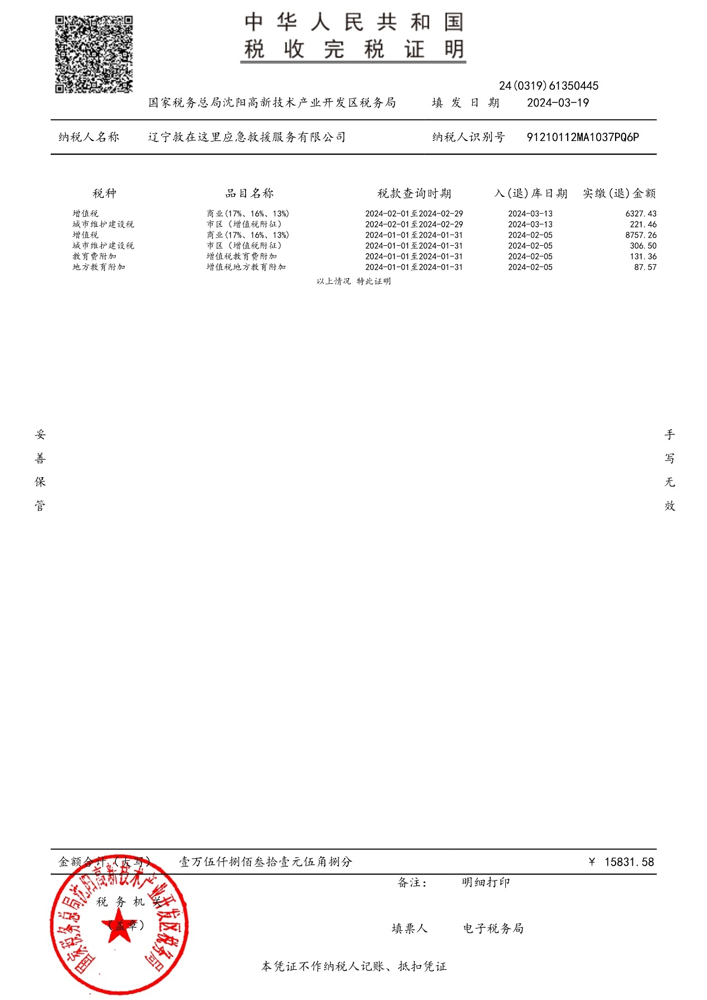 中华人民共和国
税收完税证明
24(0319)61350445
国家税务总局沈阳高新技术产业开发区税务局 填发日期 2024-03-19
纳税人名称 辽宁救在这里应急救援服务有限公司 纳税人识别号 91210112MA1037PQ6P
税种 品目名称 税款查询时期 入(退)库日期 实缴(退)金额
增值税 商业(17%、16%、13%) 2024-02-01至2024-02-29 2024-03-13 6327.43
城市维护建设税 市区（增值税附征） 2024-02-01至2024-02-29 2024-03-13 221.46
增值税 商业(17%、16%、13%) 2024-01-01至2024-01-31 2024-02-05 8757.26
城市维护建设税 市区（增值税附征） 2024-01-01至2024-01-31 2024-02-05 306.50
教育费附加 增值税教育费附加 2024-01-01至2024-01-31 2024-02-05 131.36
地方教育附加 增值税地方教育附加 2024-01-01至2024-01-31 2024-02-05 87.57
以上情况 特此证明
妥善保管
手写无效
金额合计（大写） 壹万伍仟捌佰叁拾壹元伍角捌分 ¥ 15831.58
备注： 明细打印
国家税务总局沈阳高新技术产业开发区税务局
税务机关
（盖章）
填票人 电子税务局
本凭证不作纳税人记账、抵扣凭证